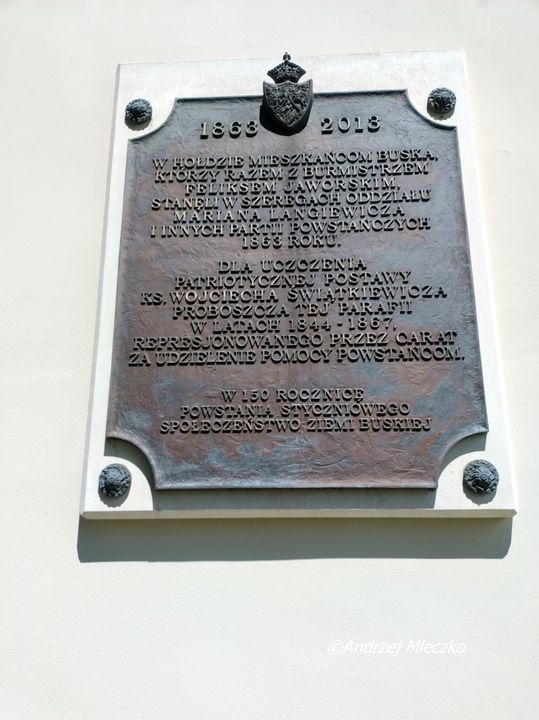 1863 2013
W HOŁDZIE MIESZKAŃCOM BUSKA,
KTÓRZY RAZEM Z BURMISTRZEM
FELIKSEM JAWORSKIM,
STANĘLI W SZEREGACH ODDZIAŁU
MARIANA LANGIEWICZA
I INNYCH PARTII POWSTAŃCZYCH
1863 ROKU.
DLA UCZCZENIA
PATRIOTYCZNEJ POSTAWY
KS. WOJCIECHA ŚWIĄTKIEWICZA
PROBOSZCZA TEJ PARAFII
W LATACH 1844 - 1867,
REPRESJONOWANEGO PRZEZ CARAT
ZA UDZIELENIE POMOCY POWSTAŃCOM.
W 150 ROCZNICĘ
POWSTANIA STYCZNIOWEGO
SPOŁECZEŃSTWO ZIEMI BUSKIEJ
©Andrzej Mleczko